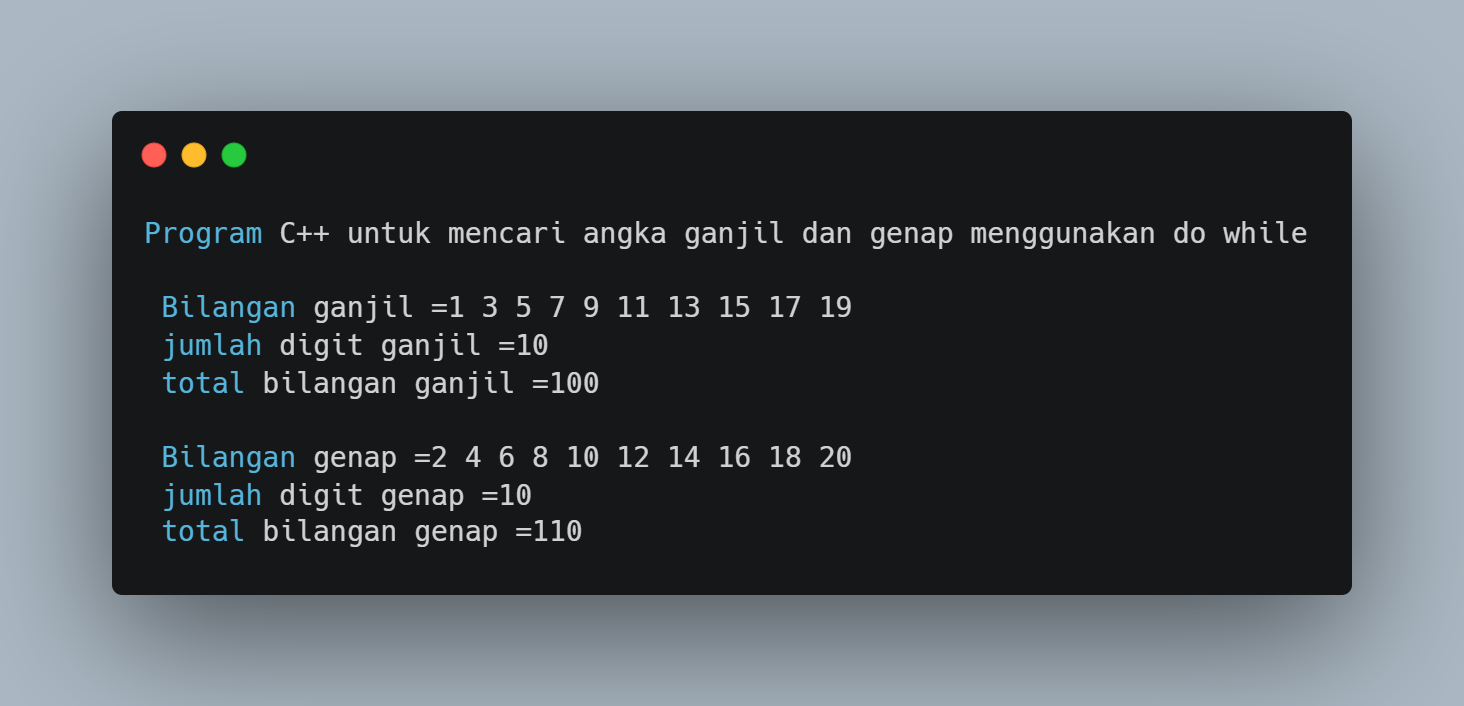 Program C++ untuk mencari angka ganjil dan genap menggunakan do while
Bilangan ganjil =1 3 5 7 9 11 13 15 17 19
jumlah digit ganjil =10
total bilangan ganjil =100
Bilangan genap =2 4 6 8 10 12 14 16 18 20
jumlah digit genap =10
total bilangan genap =110